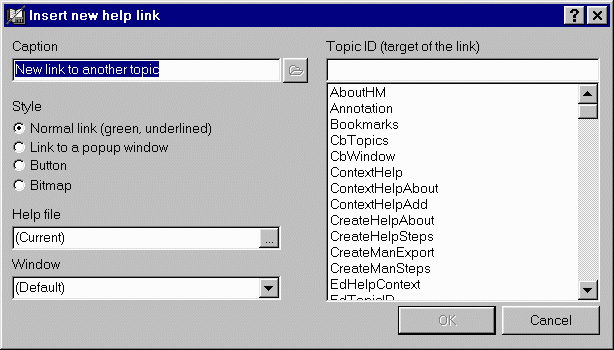 Insert new help link
Caption
New link to another topic
Style
Normal link (green, underlined)
Link to a popup window
Button
Bitmap
Help file
(Current)
...
Window
(Default)
Topic ID (target of the link)
AboutHM
Annotation
Bookmarks
CbTopics
CbWindow
ContextHelp
ContextHelpAbout
ContextHelpAdd
CreateHelpAbout
CreateHelpSteps
CreateManExport
CreateManSteps
EdHelpContext
EdTopicID
OK
Cancel